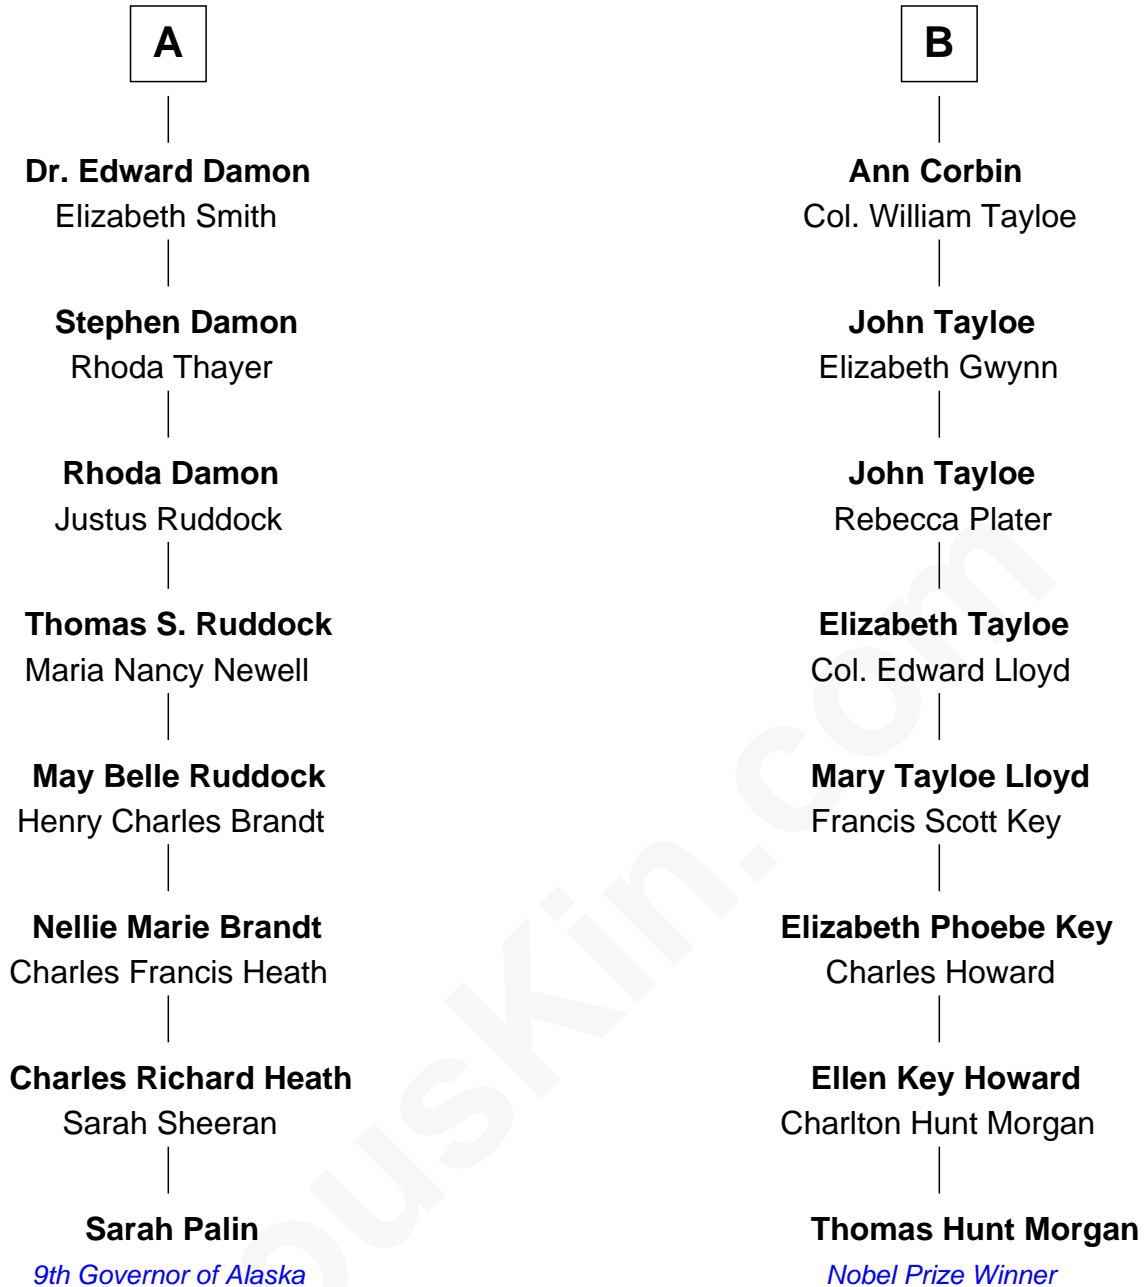 A
Dr. Edward Damon
Elizabeth Smith
Stephen Damon
Rhoda Thayer
Rhoda Damon
Justus Ruddock
Thomas S. Ruddock
Maria Nancy Newell
May Belle Ruddock
Henry Charles Brandt
Nellie Marie Brandt
Charles Francis Heath
Charles Richard Heath
Sarah Sheeran
Sarah Palin
9th Governor of Alaska
B
Ann Corbin
Col. William Tayloe
John Tayloe
Elizabeth Gwynn
John Tayloe
Rebecca Plater
Elizabeth Tayloe
Col. Edward Lloyd
Mary Tayloe Lloyd
Francis Scott Key
Elizabeth Phoebe Key
Charles Howard
Ellen Key Howard
Charlton Hunt Morgan
Thomas Hunt Morgan
Nobel Prize Winner
ousKin.com